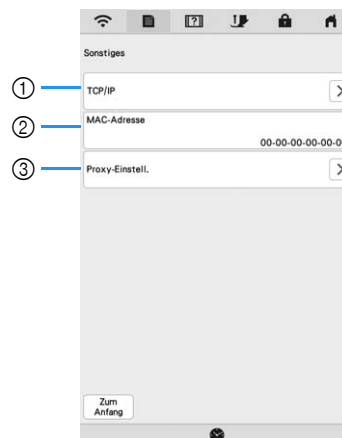 Sonstiges
① TCP/IP
② MAC-Adresse
00-00-00-00-00-0
③ Proxy-Einstell.
Zum
Anfang